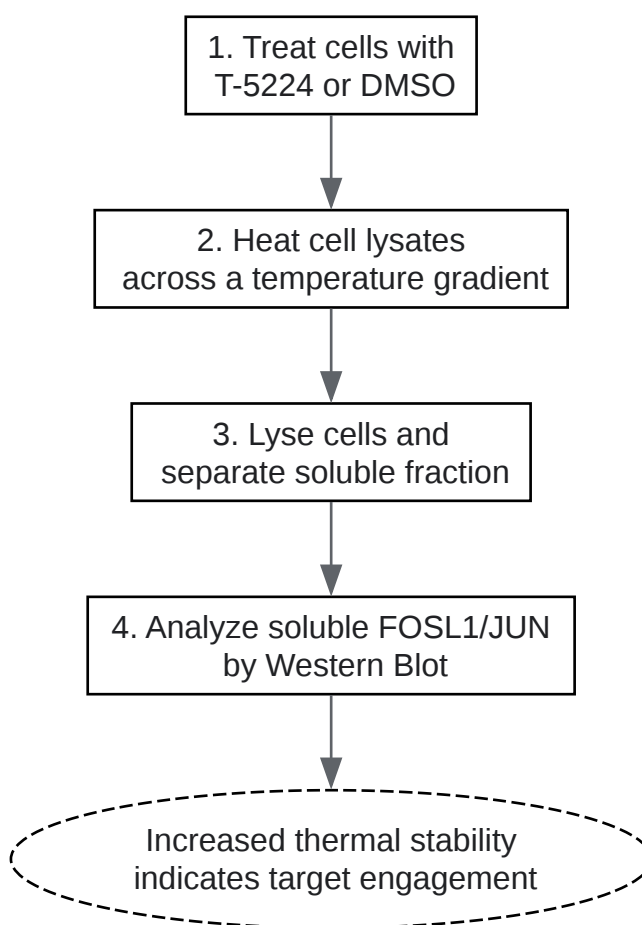 1. Treat cells with
T-5224 or DMSO
2. Heat cell lysates
across a temperature gradient
3. Lyse cells and
separate soluble fraction
4. Analyze soluble FOSL1/JUN
by Western Blot
Increased thermal stability
indicates target engagement